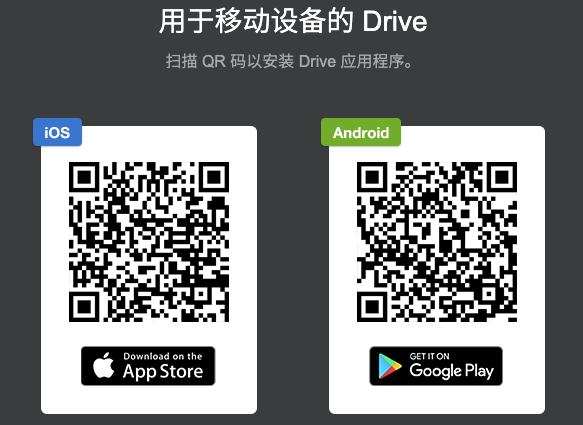 用于移动设备的 Drive
扫描 QR 码以安装 Drive 应用程序。
iOS
Android
Download on the
App Store
GET IT ON
Google Play